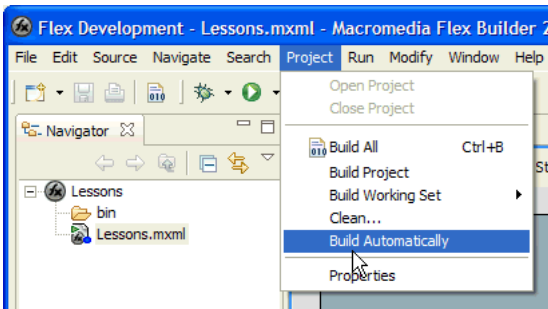 Flex Development - Lessons.mxml - Macromedia Flex Builder 2
File Edit Source Navigate Search Project Run Modify Window Help
Navigator
Lessons
bin
Lessons.mxml
Open Project
Close Project
Build All Ctrl+B
Build Project
Build Working Set
Clean...
Build Automatically
Properties
St